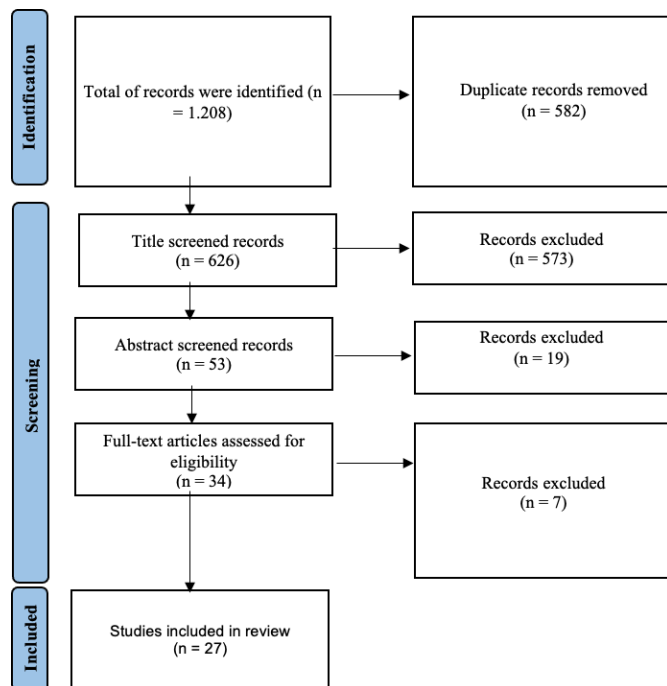 Identification
Total of records were identified (n
= 1.208)
Duplicate records removed
(n = 582)
Screening
Title screened records
(n = 626)
Records excluded
(n = 573)
Abstract screened records
(n = 53)
Records excluded
(n = 19)
Full-text articles assessed for
eligibility
(n = 34)
Records excluded
(n = 7)
Included
Studies included in review
(n = 27)